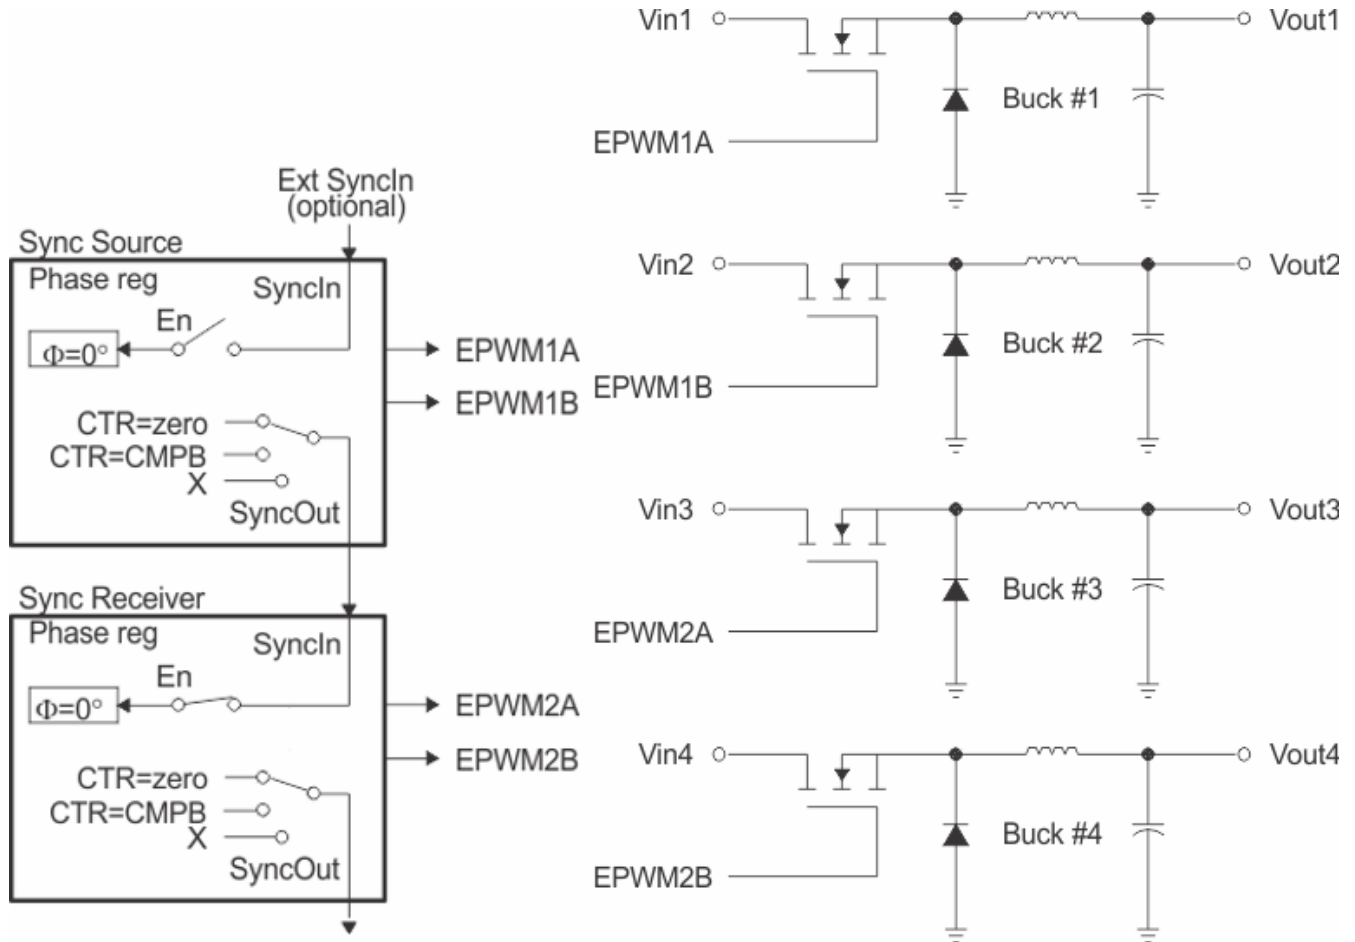 Ext SyncIn
(optional)
Sync Source
Phase reg
SyncIn
En
Φ=0°
EPWM1A
EPWM1B
CTR=zero
CTR=CMPB
X
SyncOut
Sync Receiver
Phase reg
SyncIn
En
Φ=0°
EPWM2A
EPWM2B
CTR=zero
CTR=CMPB
X
SyncOut
Vin1
Vout1
Buck #1
EPWM1A
Vin2
Vout2
Buck #2
EPWM1B
Vin3
Vout3
Buck #3
EPWM2A
Vin4
Vout4
Buck #4
EPWM2B